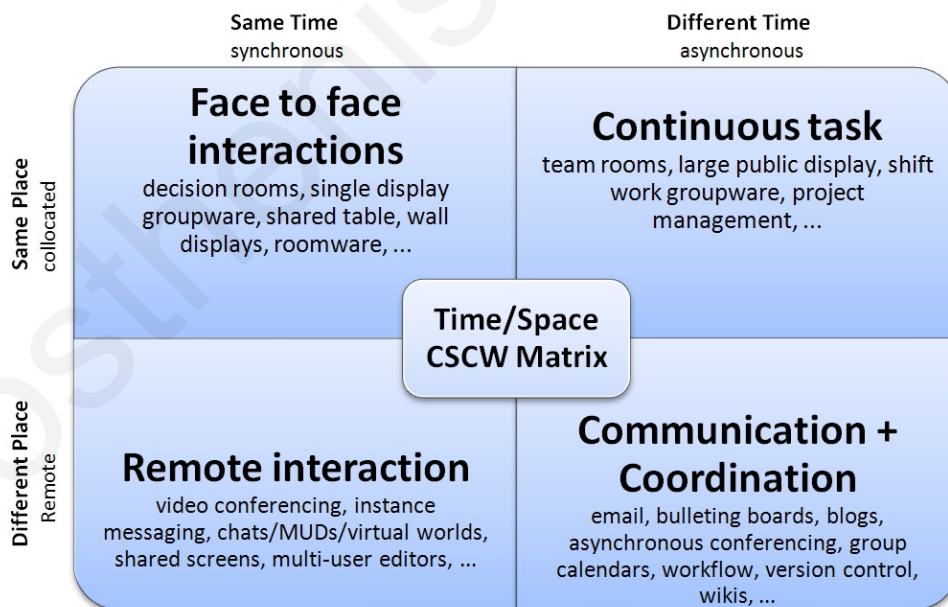 Same Time
synchronous
Different Time
asynchronous
Same Place
collocated
Face to face
interactions
decision rooms, single display
groupware, shared table, wall
displays, roomware, ...
Continuous task
team rooms, large public display, shift
work groupware, project
management, ...
Time/Space
CSCW Matrix
Different Place
Remote
Remote interaction
video conferencing, instance
messaging, chats/MUDs/virtual worlds,
shared screens, multi-user editors, ...
Communication +
Coordination
email, bulleting boards, blogs,
asynchronous conferencing, group
calendars, workflow, version control,
wikis, ...